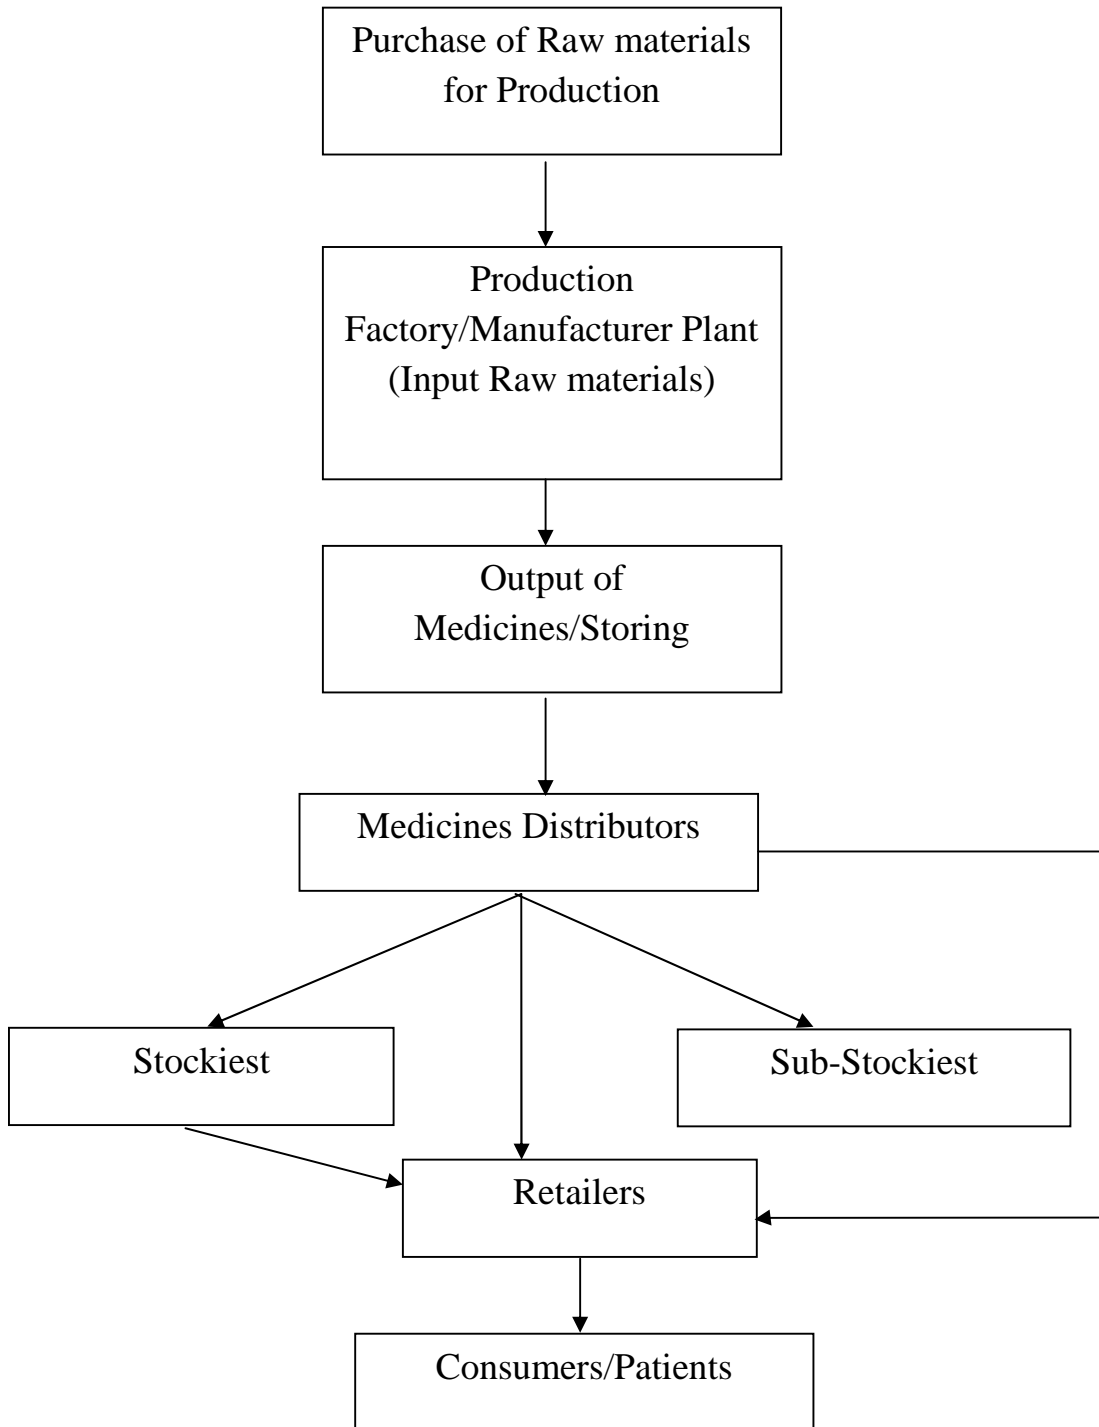 Purchase of Raw materials
for Production
Production
Factory/Manufacturer Plant
(Input Raw materials)
Output of
Medicines/Storing
Medicines Distributors
Stockiest
Sub-Stockiest
Retailers
Consumers/Patients